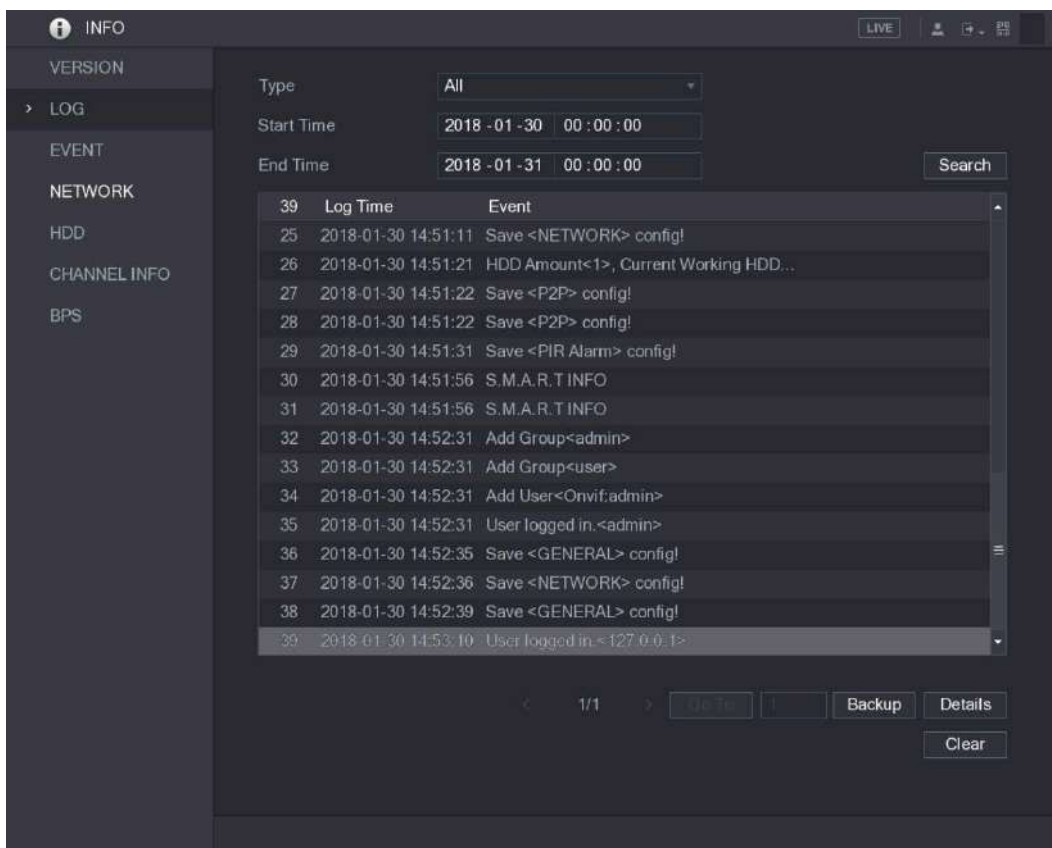 INFO
LIVE
VERSION
LOG
EVENT
NETWORK
HDD
CHANNEL INFO
BPS
Type All
Start Time 2018 -01 -30 00 : 00 : 00
End Time 2018 -01 -31 00 : 00 : 00
Search
39 Log Time Event
25 2018-01-30 14:51:11 Save <NETWORK> config!
26 2018-01-30 14:51:21 HDD Amount<1>, Current Working HDD...
27 2018-01-30 14:51:22 Save <P2P> config!
28 2018-01-30 14:51:22 Save <P2P> config!
29 2018-01-30 14:51:31 Save <PIR Alarm> config!
30 2018-01-30 14:51:56 S.M.A.R.T INFO
31 2018-01-30 14:51:56 S.M.A.R.T INFO
32 2018-01-30 14:52:31 Add Group<admin>
33 2018-01-30 14:52:31 Add Group<user>
34 2018-01-30 14:52:31 Add User<Onvif:admin>
35 2018-01-30 14:52:31 User logged in.<admin>
36 2018-01-30 14:52:35 Save <GENERAL> config!
37 2018-01-30 14:52:36 Save <NETWORK> config!
38 2018-01-30 14:52:39 Save <GENERAL> config!
39 2018-01-30 14:53:10 User logged in.<127.0.0.1>
1/1 Go To 1 Backup Details
Clear